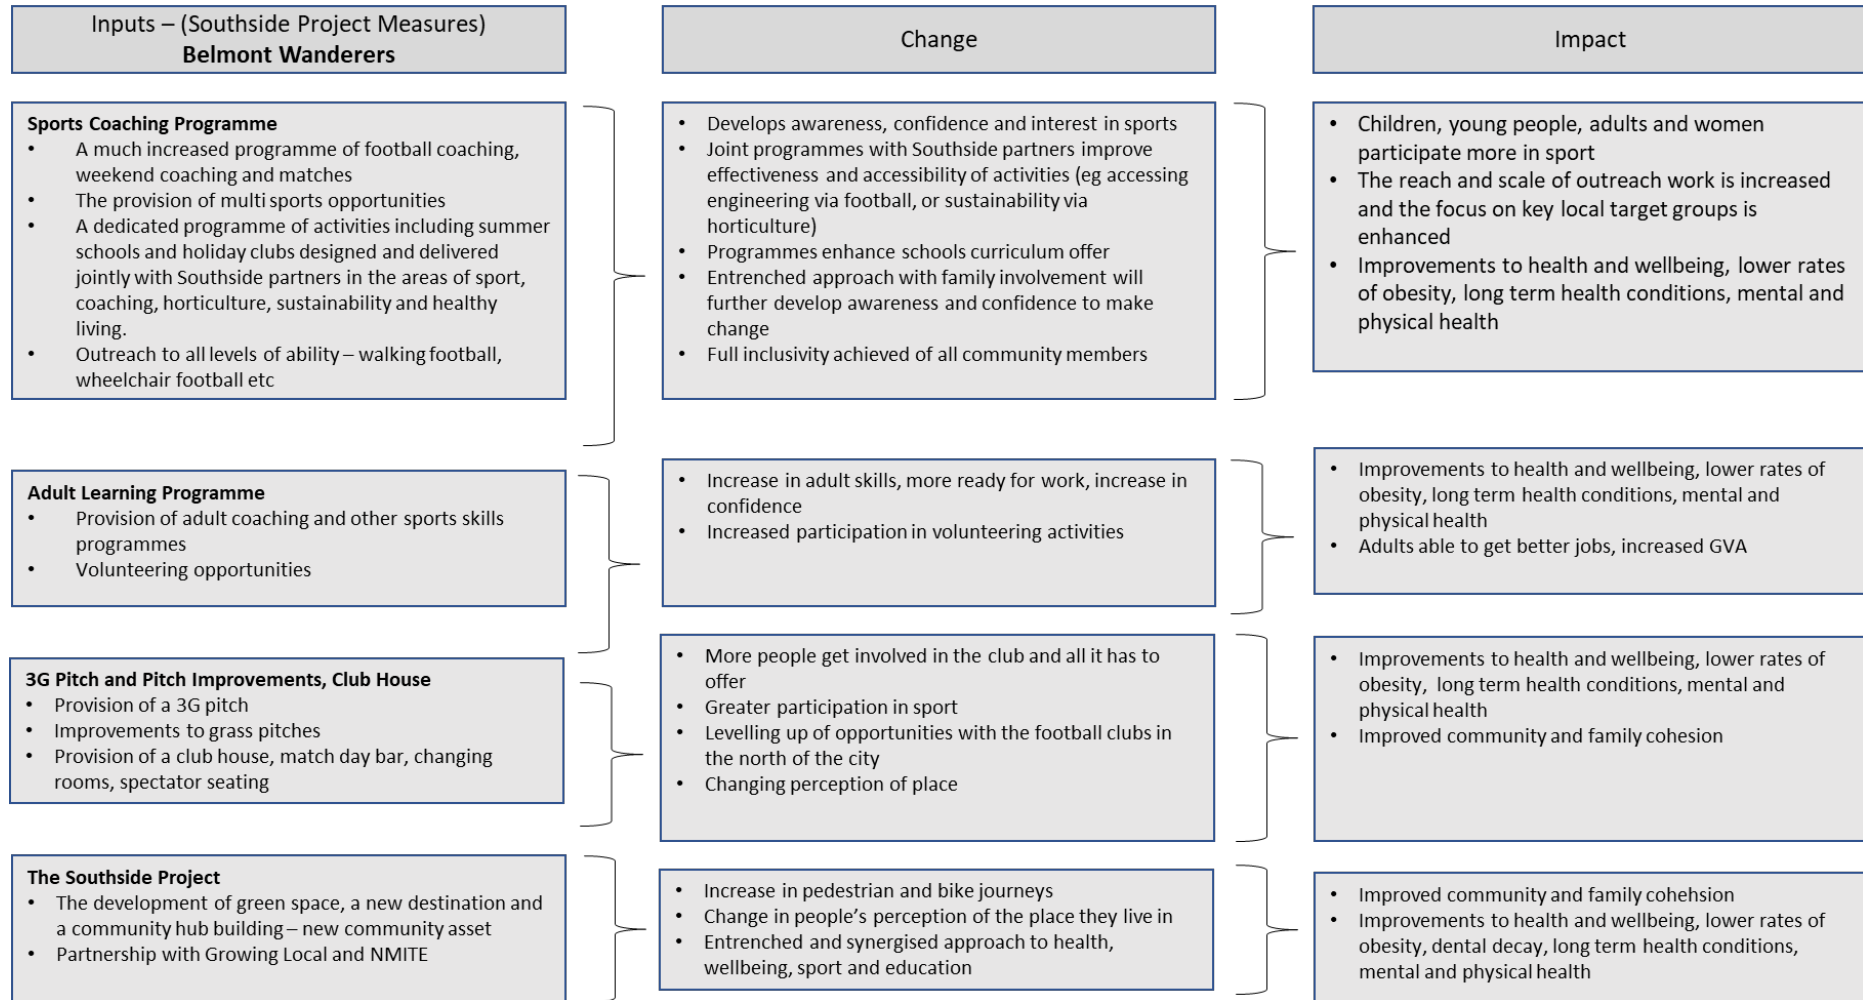 Inputs – (Southside Project Measures)
Belmont Wanderers
Change
Impact
Sports Coaching Programme
• A much increased programme of football coaching,
weekend coaching and matches
• The provision of multi sports opportunities
• A dedicated programme of activities including summer
schools and holiday clubs designed and delivered
jointly with Southside partners in the areas of sport,
coaching, horticulture, sustainability and healthy
living.
• Outreach to all levels of ability – walking football,
wheelchair football etc
• Develops awareness, confidence and interest in sports
• Joint programmes with Southside partners improve
effectiveness and accessibility of activities (eg accessing
engineering via football, or sustainability via
horticulture)
• Programmes enhance schools curriculum offer
• Entrenched approach with family involvement will
further develop awareness and confidence to make
change
• Full inclusivity achieved of all community members
• Children, young people, adults and women
participate more in sport
• The reach and scale of outreach work is increased
and the focus on key local target groups is
enhanced
• Improvements to health and wellbeing, lower rates
of obesity, long term health conditions, mental and
physical health
Adult Learning Programme
• Provision of adult coaching and other sports skills
programmes
• Volunteering opportunities
• Increase in adult skills, more ready for work, increase in
confidence
• Increased participation in volunteering activities
• Improvements to health and wellbeing, lower rates of
obesity, long term health conditions, mental and
physical health
• Adults able to get better jobs, increased GVA
3G Pitch and Pitch Improvements, Club House
• Provision of a 3G pitch
• Improvements to grass pitches
• Provision of a club house, match day bar, changing
rooms, spectator seating
• More people get involved in the club and all it has to
offer
• Greater participation in sport
• Levelling up of opportunities with the football clubs in
the north of the city
• Changing perception of place
• Improvements to health and wellbeing, lower rates of
obesity, long term health conditions, mental and
physical health
• Improved community and family cohesion
The Southside Project
• The development of green space, a new destination and
a community hub building – new community asset
• Partnership with Growing Local and NMITE
• Increase in pedestrian and bike journeys
• Change in people's perception of the place they live in
• Entrenched and synergised approach to health,
wellbeing, sport and education
• Improved community and family cohehsion
• Improvements to health and wellbeing, lower rates of
obesity, dental decay, long term health conditions,
mental and physical health